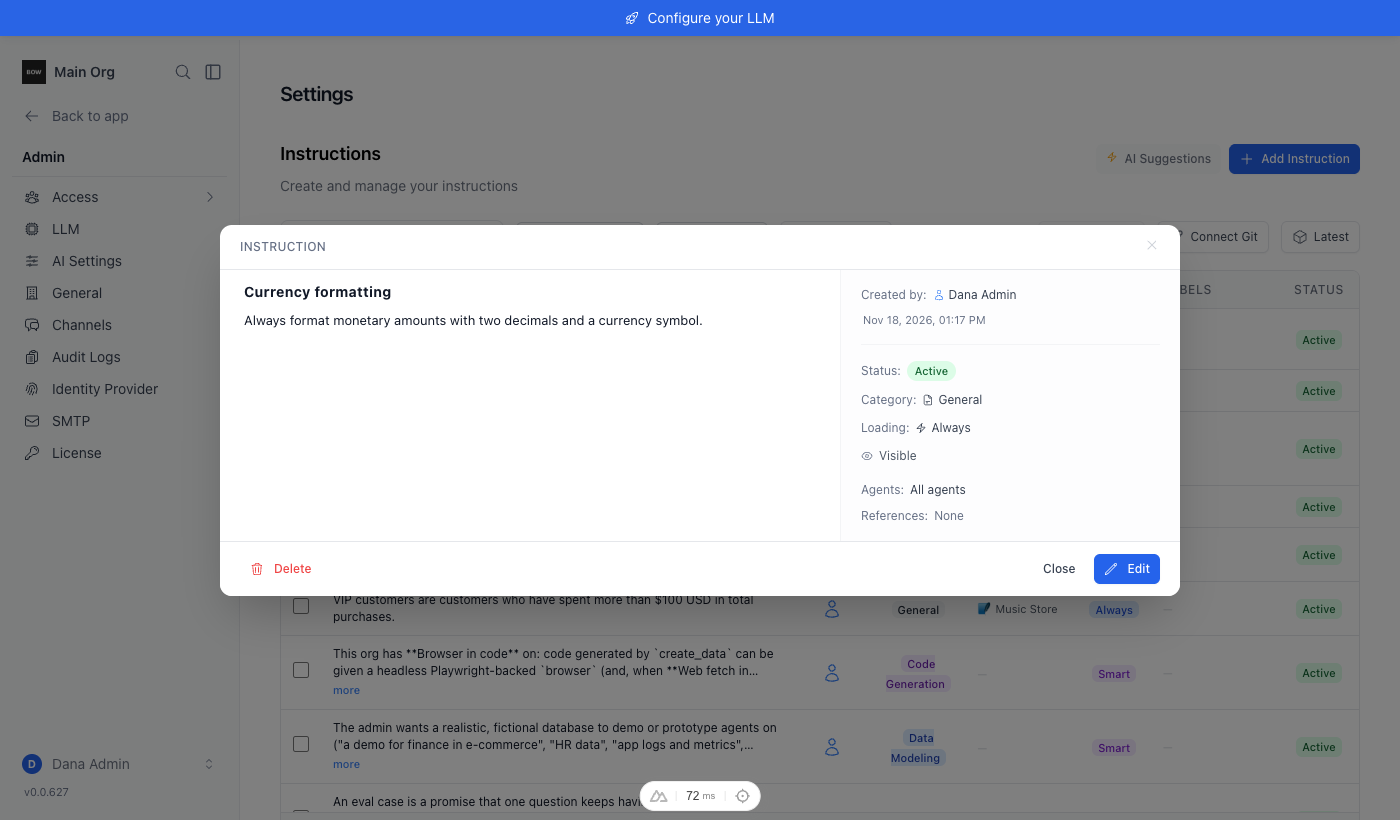 Configure your LLM
BOW
Main Org
Back to app
Admin
Access
LLM
AI Settings
General
Channels
Audit Logs
Identity Provider
SMTP
License
D
Dana Admin
v0.0.627
Settings
Instructions
Create and manage your instructions
AI Suggestions
Add Instruction
Connect Git
Latest
STATUS
Active
Active
Active
Active
Active
INSTRUCTION
Currency formatting
Always format monetary amounts with two decimals and a currency symbol.
Created by: Dana Admin
Nov 18, 2026, 01:17 PM
Status: Active
Category: General
Loading: Always
Visible
Agents: All agents
References: None
Delete
Close
Edit
VIP customers are customers who have spent more than $100 USD in total
purchases.
General
Music Store
Always
—
Active
This org has **Browser in code** on: code generated by `create_data` can be
given a headless Playwright-backed `browser` (and, when **Web fetch in...
more
Code
Generation
—
Smart
—
Active
The admin wants a realistic, fictional database to demo or prototype agents on
("a demo for finance in e-commerce", "HR data", "app logs and metrics",...
more
Data
Modeling
—
Smart
—
Active
An eval case is a promise that one question keeps
72 ms